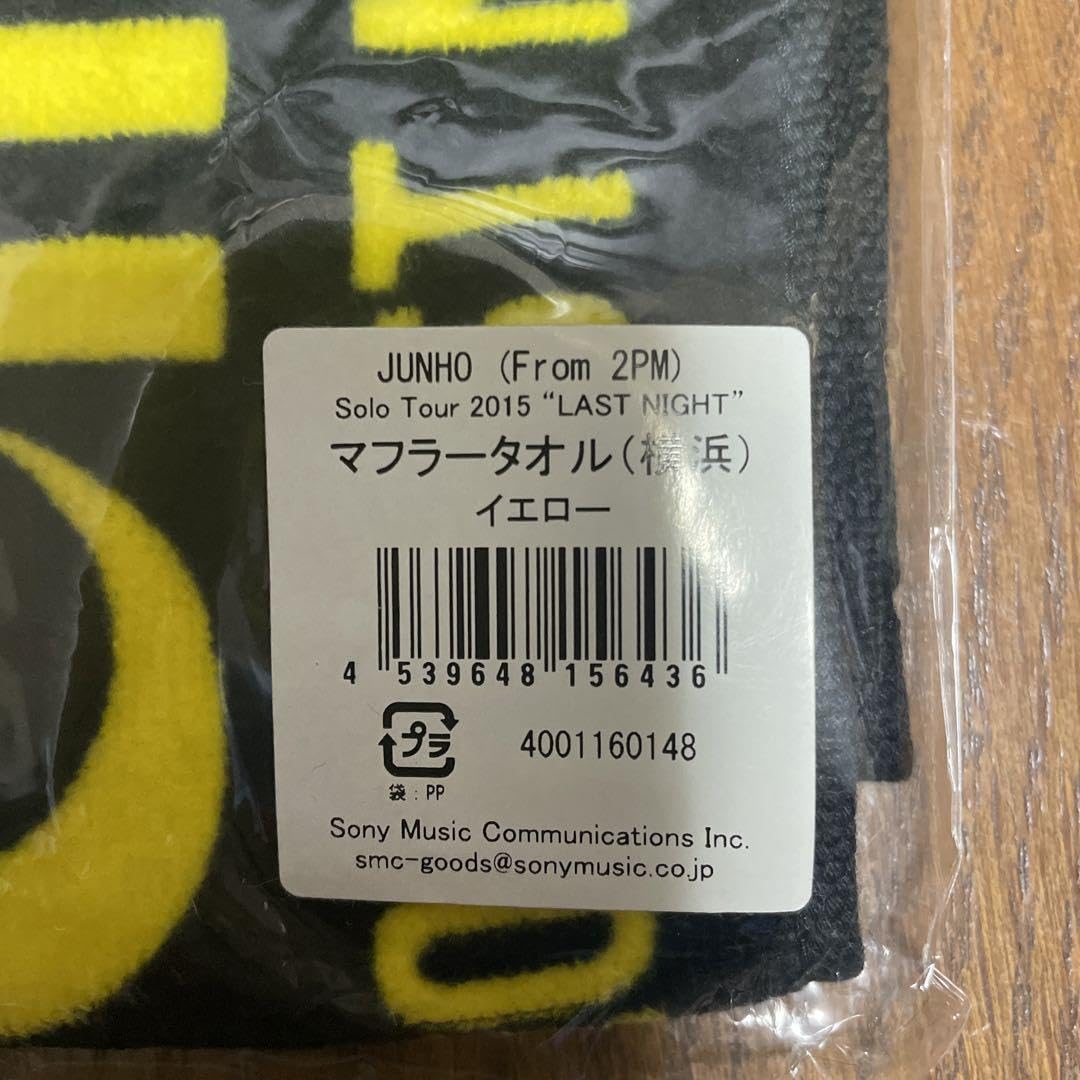 JUNHO (From 2PM)
Solo Tour 2015 “LAST NIGHT”
マフラータオル(横浜)
イエロー
4 539648 156436
プラ
4001160148
袋:PP
Sony Music Communications Inc.
smc-goods@sonymusic.co.jp